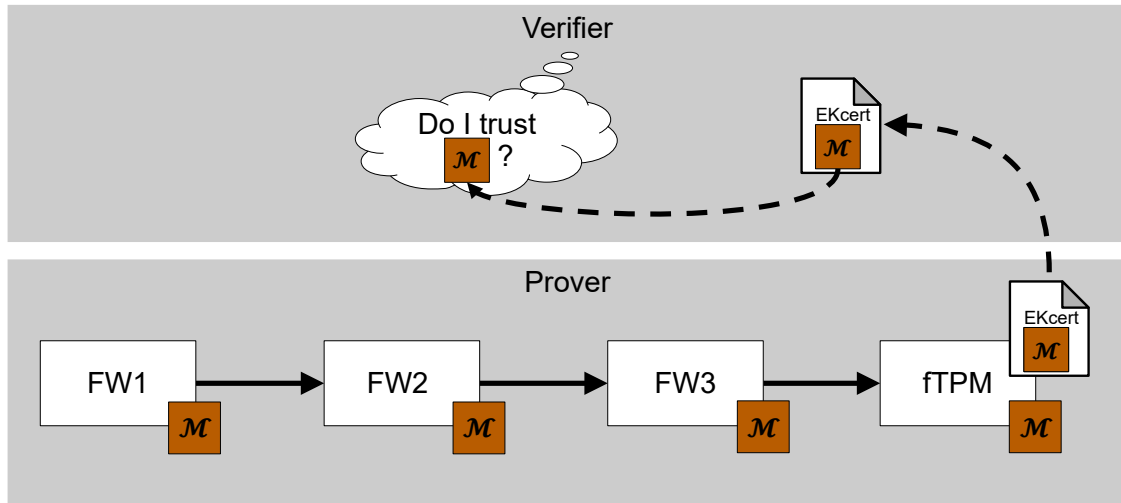 Verifier
Do I trust
ℳ ?
EKcert
ℳ
Prover
EKcert
ℳ
FW1
FW2
FW3
fTPM
ℳ
ℳ
ℳ
ℳ